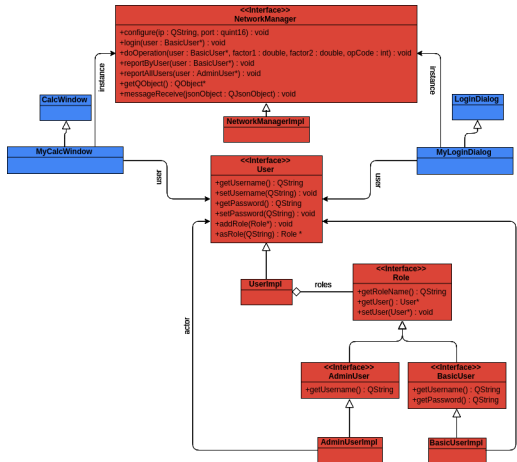 <<Interface>>
NetworkManager
+configure(ip : QString, port : quint16) : void
+login(user : BasicUser*) : void
+doOperation(user : BasicUser*, factor1 : double, factor2 : double, opCode : int) : void
+reportByUser(user : BasicUser*) : void
+reportAllUsers(user : AdminUser*) : void
+getQObject() : QObject*
+messageReceive(jsonObject : QJsonObject) : void
instance
instance
CalcWindow
LoginDialog
NetworkManagerImpl
MyCalcWindow
MyLoginDialog
<<Interface>>
User
+getUsername() : QString
+setUsername(QString) : void
+getPassword() : QString
+setPassword(QString) : void
+addRole(Role*) : void
+asRole(QString) : Role *
user
user
UserImpl
roles
<<Interface>>
Role
+getRoleName() : QString
+getUser() : User*
+setUser(User*) : void
actor
<<Interface>>
AdminUser
+getUsername() : QString
<<Interface>>
BasicUser
+getUsername() : QString
+getPassword() : QString
AdminUserImpl
BasicUserImpl